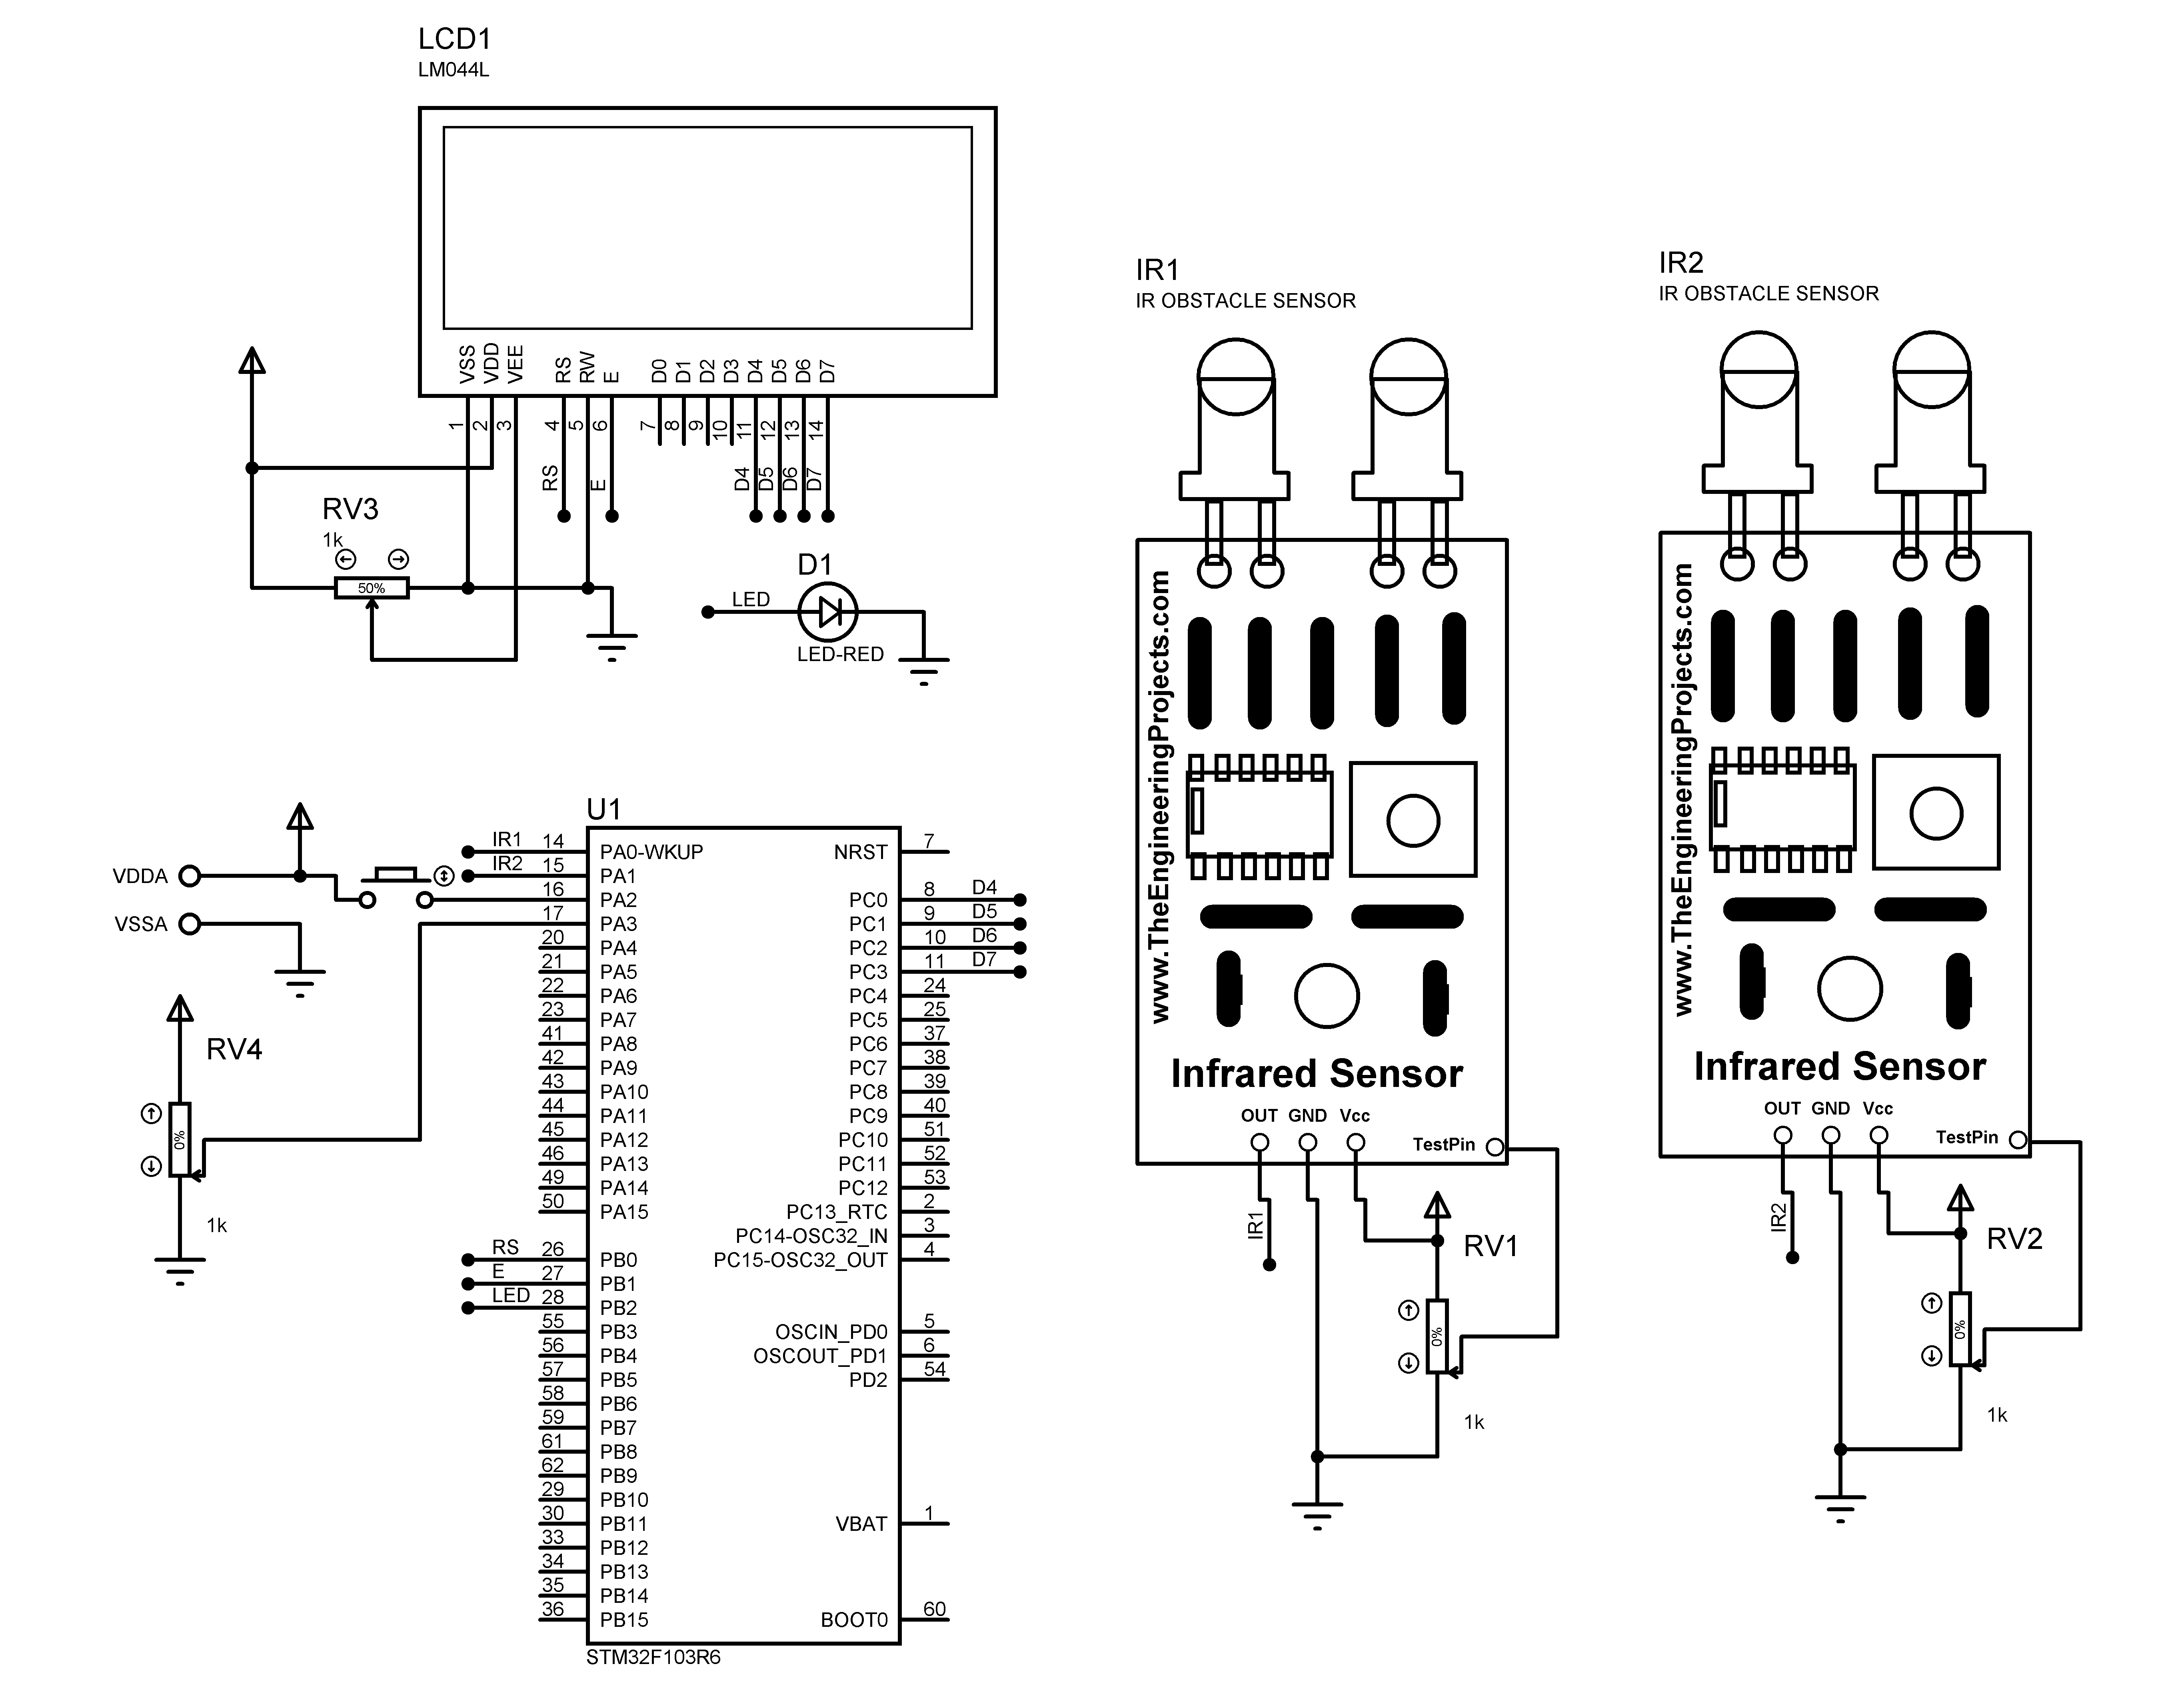 LCD1
LM044L
VSS
VDD
VEE
RS
RW
E
D0
D1
D2
D3
D4
D5
D6
D7
1
2
3
4
5
6
7
8
9
10
11
12
13
14
RS
E
D4
D5
D6
D7
RV3
1k
50%
D1
LED
LED-RED
U1
IR1 14 PA0-WKUP NRST 7
IR2 15 PA1
VDDA
16 PA2 PC0 8 D4
VSSA
17 PA3 PC1 9 D5
20 PA4 PC2 10 D6
21 PA5 PC3 11 D7
22 PA6 PC4 24
23 PA7 PC5 25
41 PA8 PC6 37
42 PA9 PC7 38
43 PA10 PC8 39
44 PA11 PC9 40
45 PA12 PC10 51
46 PA13 PC11 52
49 PA14 PC12 53
50 PA15 PC13_RTC 2
PC14-OSC32_IN 3
RS 26 PB0 PC15-OSC32_OUT 4
E 27 PB1
LED 28 PB2
55 PB3 OSCIN_PD0 5
56 PB4 OSCOUT_PD1 6
57 PB5 PD2 54
58 PB6
59 PB7
61 PB8
62 PB9
29 PB10
30 PB11 VBAT 1
33 PB12
34 PB13
35 PB14
36 PB15 BOOT0 60
STM32F103R6
RV4
0%
1k
IR1
IR OBSTACLE SENSOR
www.TheEngineeringProjects.com
Infrared Sensor
OUT GND Vcc
TestPin
IR1
RV1
0%
1k
IR2
IR OBSTACLE SENSOR
www.TheEngineeringProjects.com
Infrared Sensor
OUT GND Vcc
TestPin
IR2
RV2
0%
1k